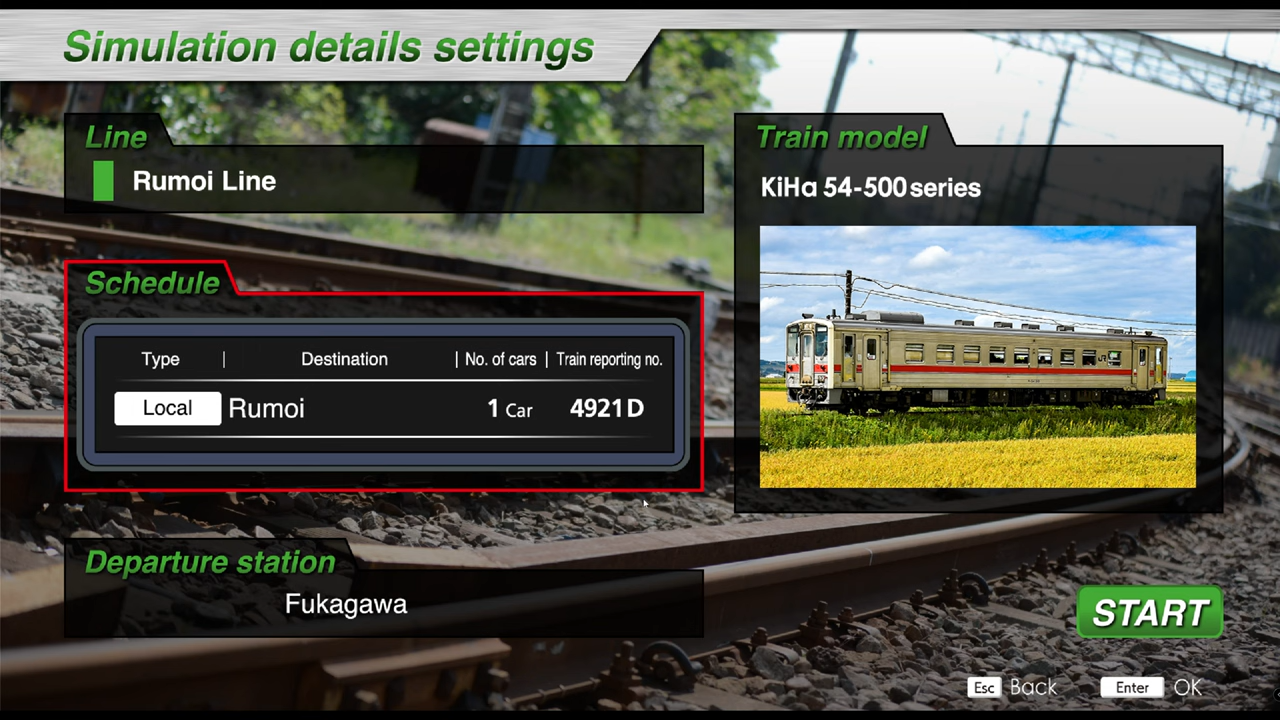 Simulation details settings
Line
Rumoi Line
Schedule
Type | Destination | No. of cars | Train reporting no.
Local Rumoi 1 Car 4921D
Departure station
Fukagawa
Train model
KiHa 54-500 series
JR
START
Esc Back Enter OK